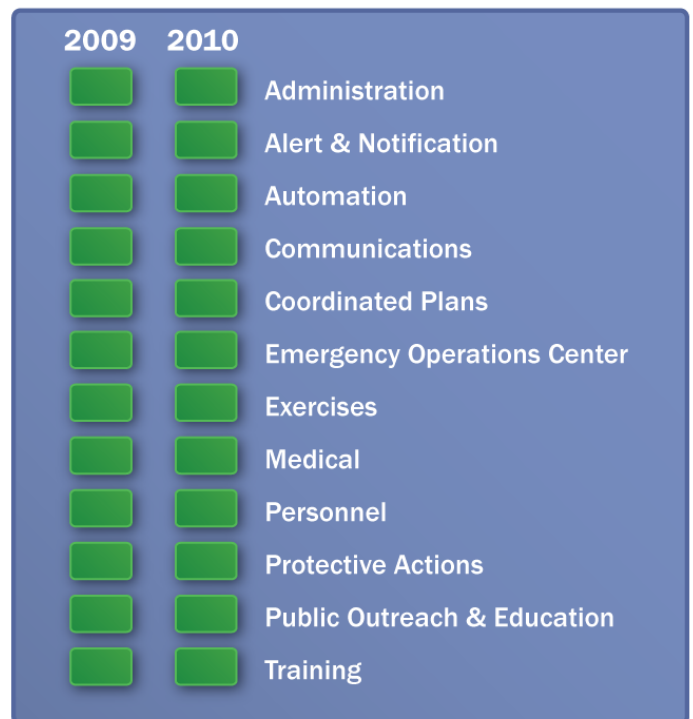 2009 2010
Administration
Alert & Notification
Automation
Communications
Coordinated Plans
Emergency Operations Center
Exercises
Medical
Personnel
Protective Actions
Public Outreach & Education
Training